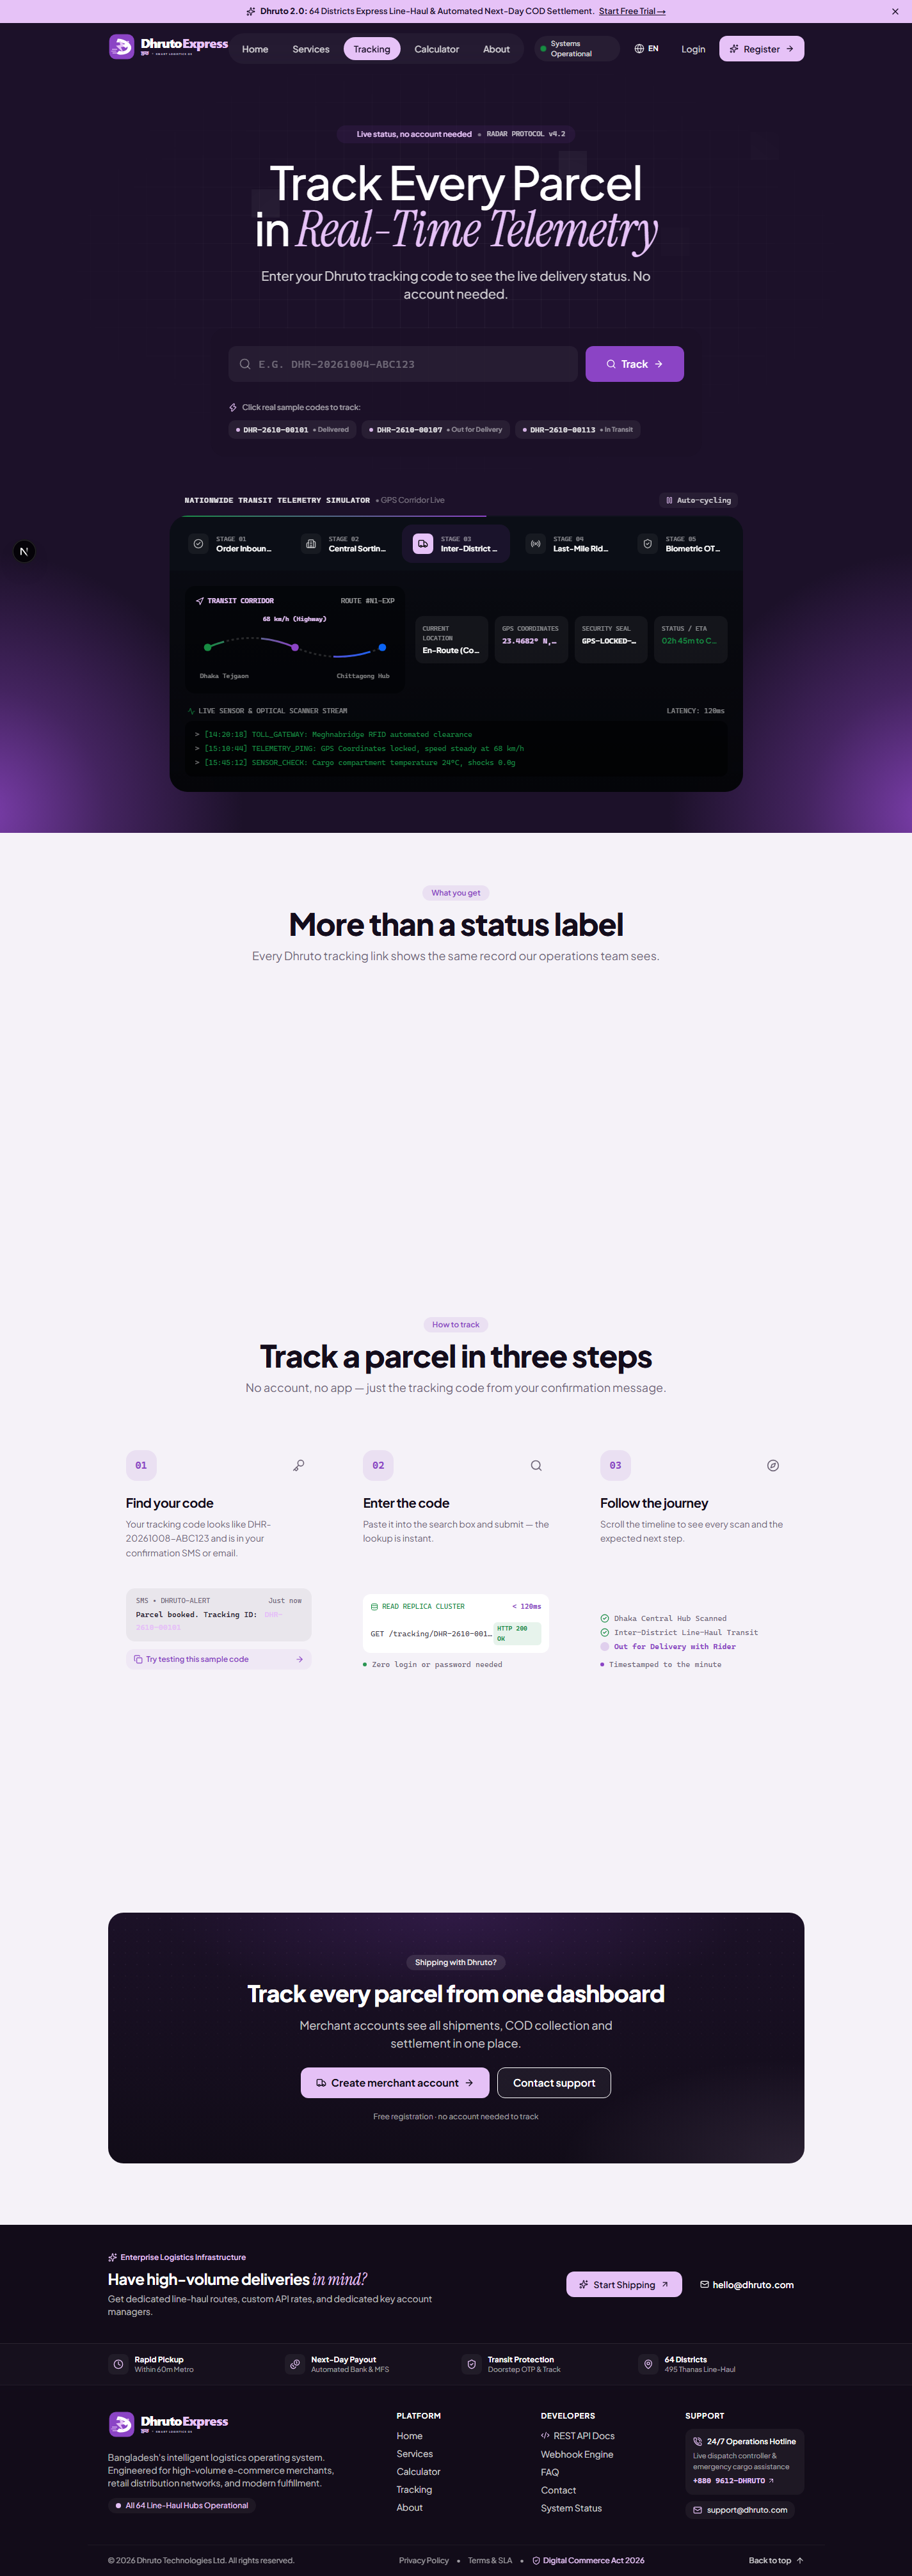 Dhruto 2.0: 64 Districts Express Line-Haul & Automated Next-Day COD Settlement. Start Free Trial →
DhrutoExpress
Home Services Tracking Calculator About
Systems Operational
EN
Login
Register →
Live status, no account needed • RADAR PROTOCOL v4.2
Track Every Parcel
in Real-Time Telemetry
Enter your Dhruto tracking code to see the live delivery status. No
account needed.
E.G. DHR-20261004-ABC123
Track →
Click real sample codes to track:
DHR-2610-00101 • Delivered
DHR-2610-00107 • Out for Delivery
DHR-2610-00113 • In Transit
NATIONWIDE TRANSIT TELEMETRY SIMULATOR • GPS Corridor Live
Auto-cycling
STAGE 01
Order Inboun...
STAGE 02
Central Sortin...
STAGE 03
Inter-District ...
STAGE 04
Last-Mile Rid...
STAGE 05
Biometric OT...
TRANSIT CORRIDOR
ROUTE #N1-EXP
68 km/h (Highway)
Dhaka Tejgaon
Chittagong Hub
CURRENT LOCATION
En-Route (Co...
GPS COORDINATES
23.4682° N,...
SECURITY SEAL
GPS-LOCKED-...
STATUS / ETA
02h 45m to C...
LIVE SENSOR & OPTICAL SCANNER STREAM
LATENCY: 120ms
> [14:20:18] TOLL_GATEWAY: Meghnabridge RFID automated clearance
> [15:10:44] TELEMETRY_PING: GPS Coordinates locked, speed steady at 68 km/h
> [15:45:12] SENSOR_CHECK: Cargo compartment temperature 24°C, shocks 0.0g
What you get
More than a status label
Every Dhruto tracking link shows the same record our operations team sees.
How to track
Track a parcel in three steps
No account, no app — just the tracking code from your confirmation message.
01
Find your code
Your tracking code looks like DHR-
20261008-ABC123 and is in your
confirmation SMS or email.
SMS • DHRUTO-ALERT
Just now
Parcel booked. Tracking ID: DHR-
2610-00101
Try testing this sample code →
02
Enter the code
Paste it into the search box and submit — the
lookup is instant.
READ REPLICA CLUSTER
< 120ms
GET /tracking/DHR-2610-001...
HTTP 200 OK
Zero login or password needed
03
Follow the journey
Scroll the timeline to see every scan and the
expected next step.
Dhaka Central Hub Scanned
Inter-District Line-Haul Transit
Out for Delivery with Rider
Timestamped to the minute
Shipping with Dhruto?
Track every parcel from one dashboard
Merchant accounts see all shipments, COD collection and
settlement in one place.
Create merchant account →
Contact support
Free registration · no account needed to track
Enterprise Logistics Infrastructure
Have high-volume deliveries in mind?
Get dedicated line-haul routes, custom API rates, and dedicated key account
managers.
Start Shipping
hello@dhruto.com
Rapid Pickup
Within 60m Metro
Next-Day Payout
Automated Bank & MFS
Transit Protection
Doorstep OTP & Track
64 Districts
495 Thanas Line-Haul
DhrutoExpress
Bangladesh's intelligent logistics operating system.
Engineered for high-volume e-commerce merchants,
retail distribution networks, and modern fulfillment.
All 64 Line-Haul Hubs Operational
PLATFORM
Home
Services
Calculator
Tracking
About
DEVELOPERS
REST API Docs
Webhook Engine
FAQ
Contact
System Status
SUPPORT
24/7 Operations Hotline
Live dispatch controller &
emergency cargo assistance
+880 9612-DHRUTO
support@dhruto.com
© 2026 Dhruto Technologies Ltd. All rights reserved.
Privacy Policy • Terms & SLA • Digital Commerce Act 2026
Back to top ↑